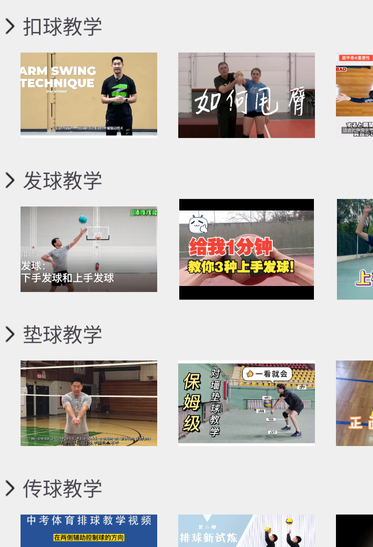 扣球教学
ARM SWING
TECHNIQUE
如何甩臂
发球教学
发球：
下手发球和上手发球
给我1分钟
教你3种上手发球!
上
垫球教学
保姆级
对墙垫球教学
一看就会
正面
传球教学
中考体育排球教学视频
在两侧辅助控制球的方向
排球新试炼